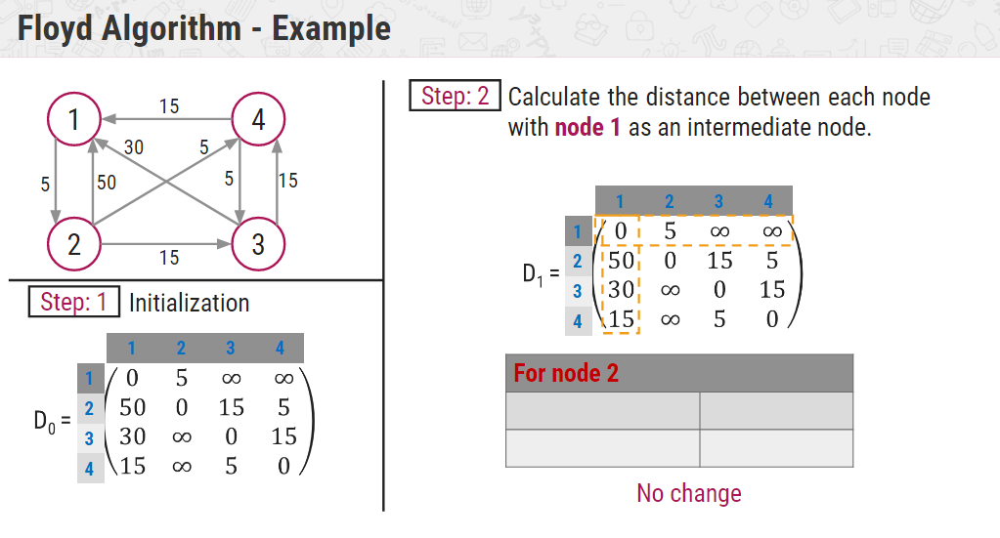 Floyd Algorithm - Example
1 15 4
30 5
5 50 5 15
2 15 3
Step: 1 Initialization
1 2 3 4
1 0 5 ∞ ∞
2 50 0 15 5
D0 =
3 30 ∞ 0 15
4 15 ∞ 5 0
Step: 2 Calculate the distance between each node
with node 1 as an intermediate node.
1 2 3 4
1 0 5 ∞ ∞
2 50 0 15 5
D1 =
3 30 ∞ 0 15
4 15 ∞ 5 0
For node 2
No change